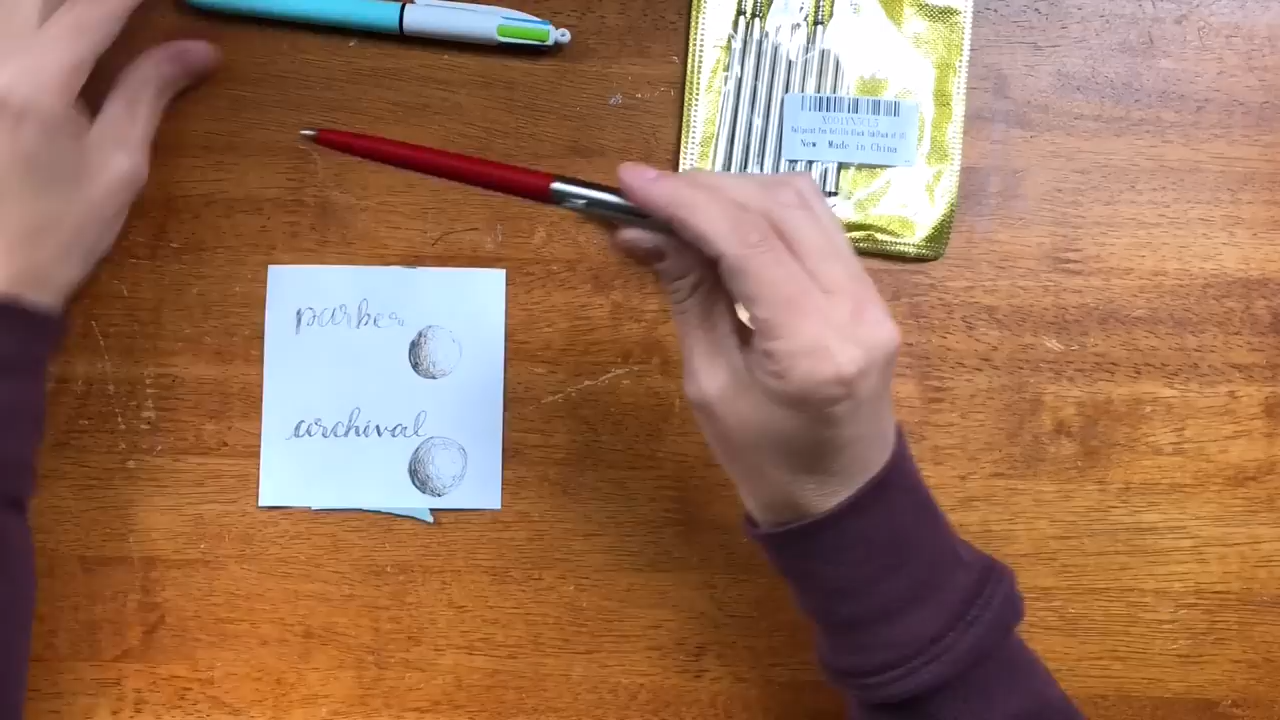 X001YN5CL5
Ballpoint Pen Refills Black Ink(Pack of 10)
New Made in China
parker
archival